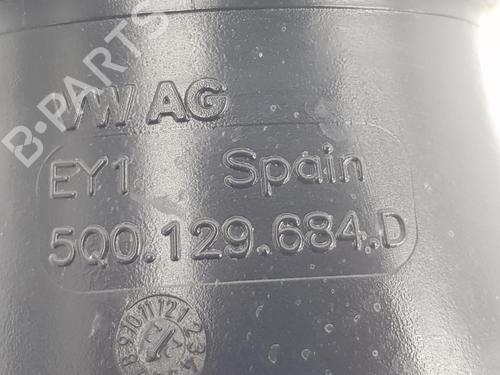 B-PARTS
VW AG
EY1 Spain
5Q0.129.684.D